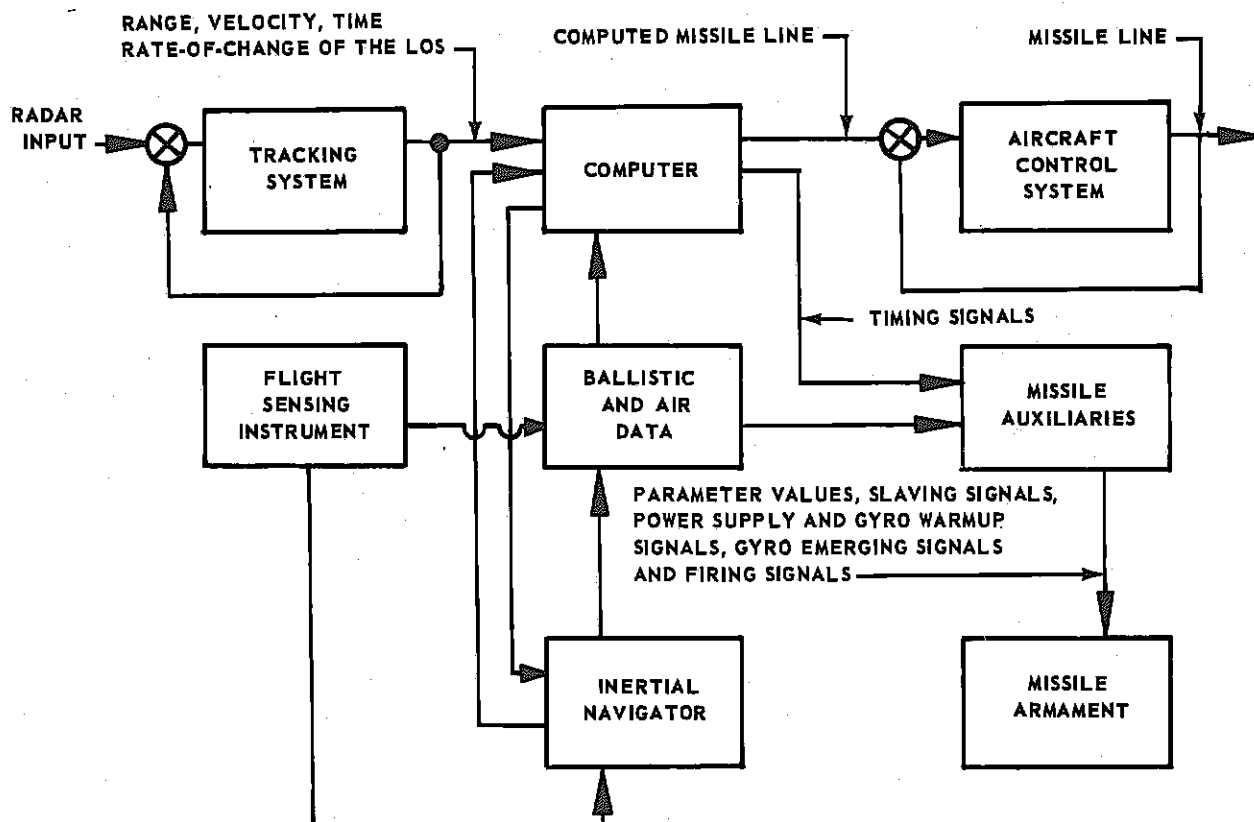 RANGE, VELOCITY, TIME
RATE-OF-CHANGE OF THE LOS
COMPUTED MISSILE LINE
MISSILE LINE
RADAR
INPUT
TRACKING
SYSTEM
COMPUTER
AIRCRAFT
CONTROL
SYSTEM
TIMING SIGNALS
FLIGHT
SENSING
INSTRUMENT
BALLISTIC
AND AIR
DATA
MISSILE
AUXILIARIES
PARAMETER VALUES, SLAVING SIGNALS,
POWER SUPPLY AND GYRO WARMUP
SIGNALS, GYRO EMERGING SIGNALS
AND FIRING SIGNALS
INERTIAL
NAVIGATOR
MISSILE
ARMAMENT